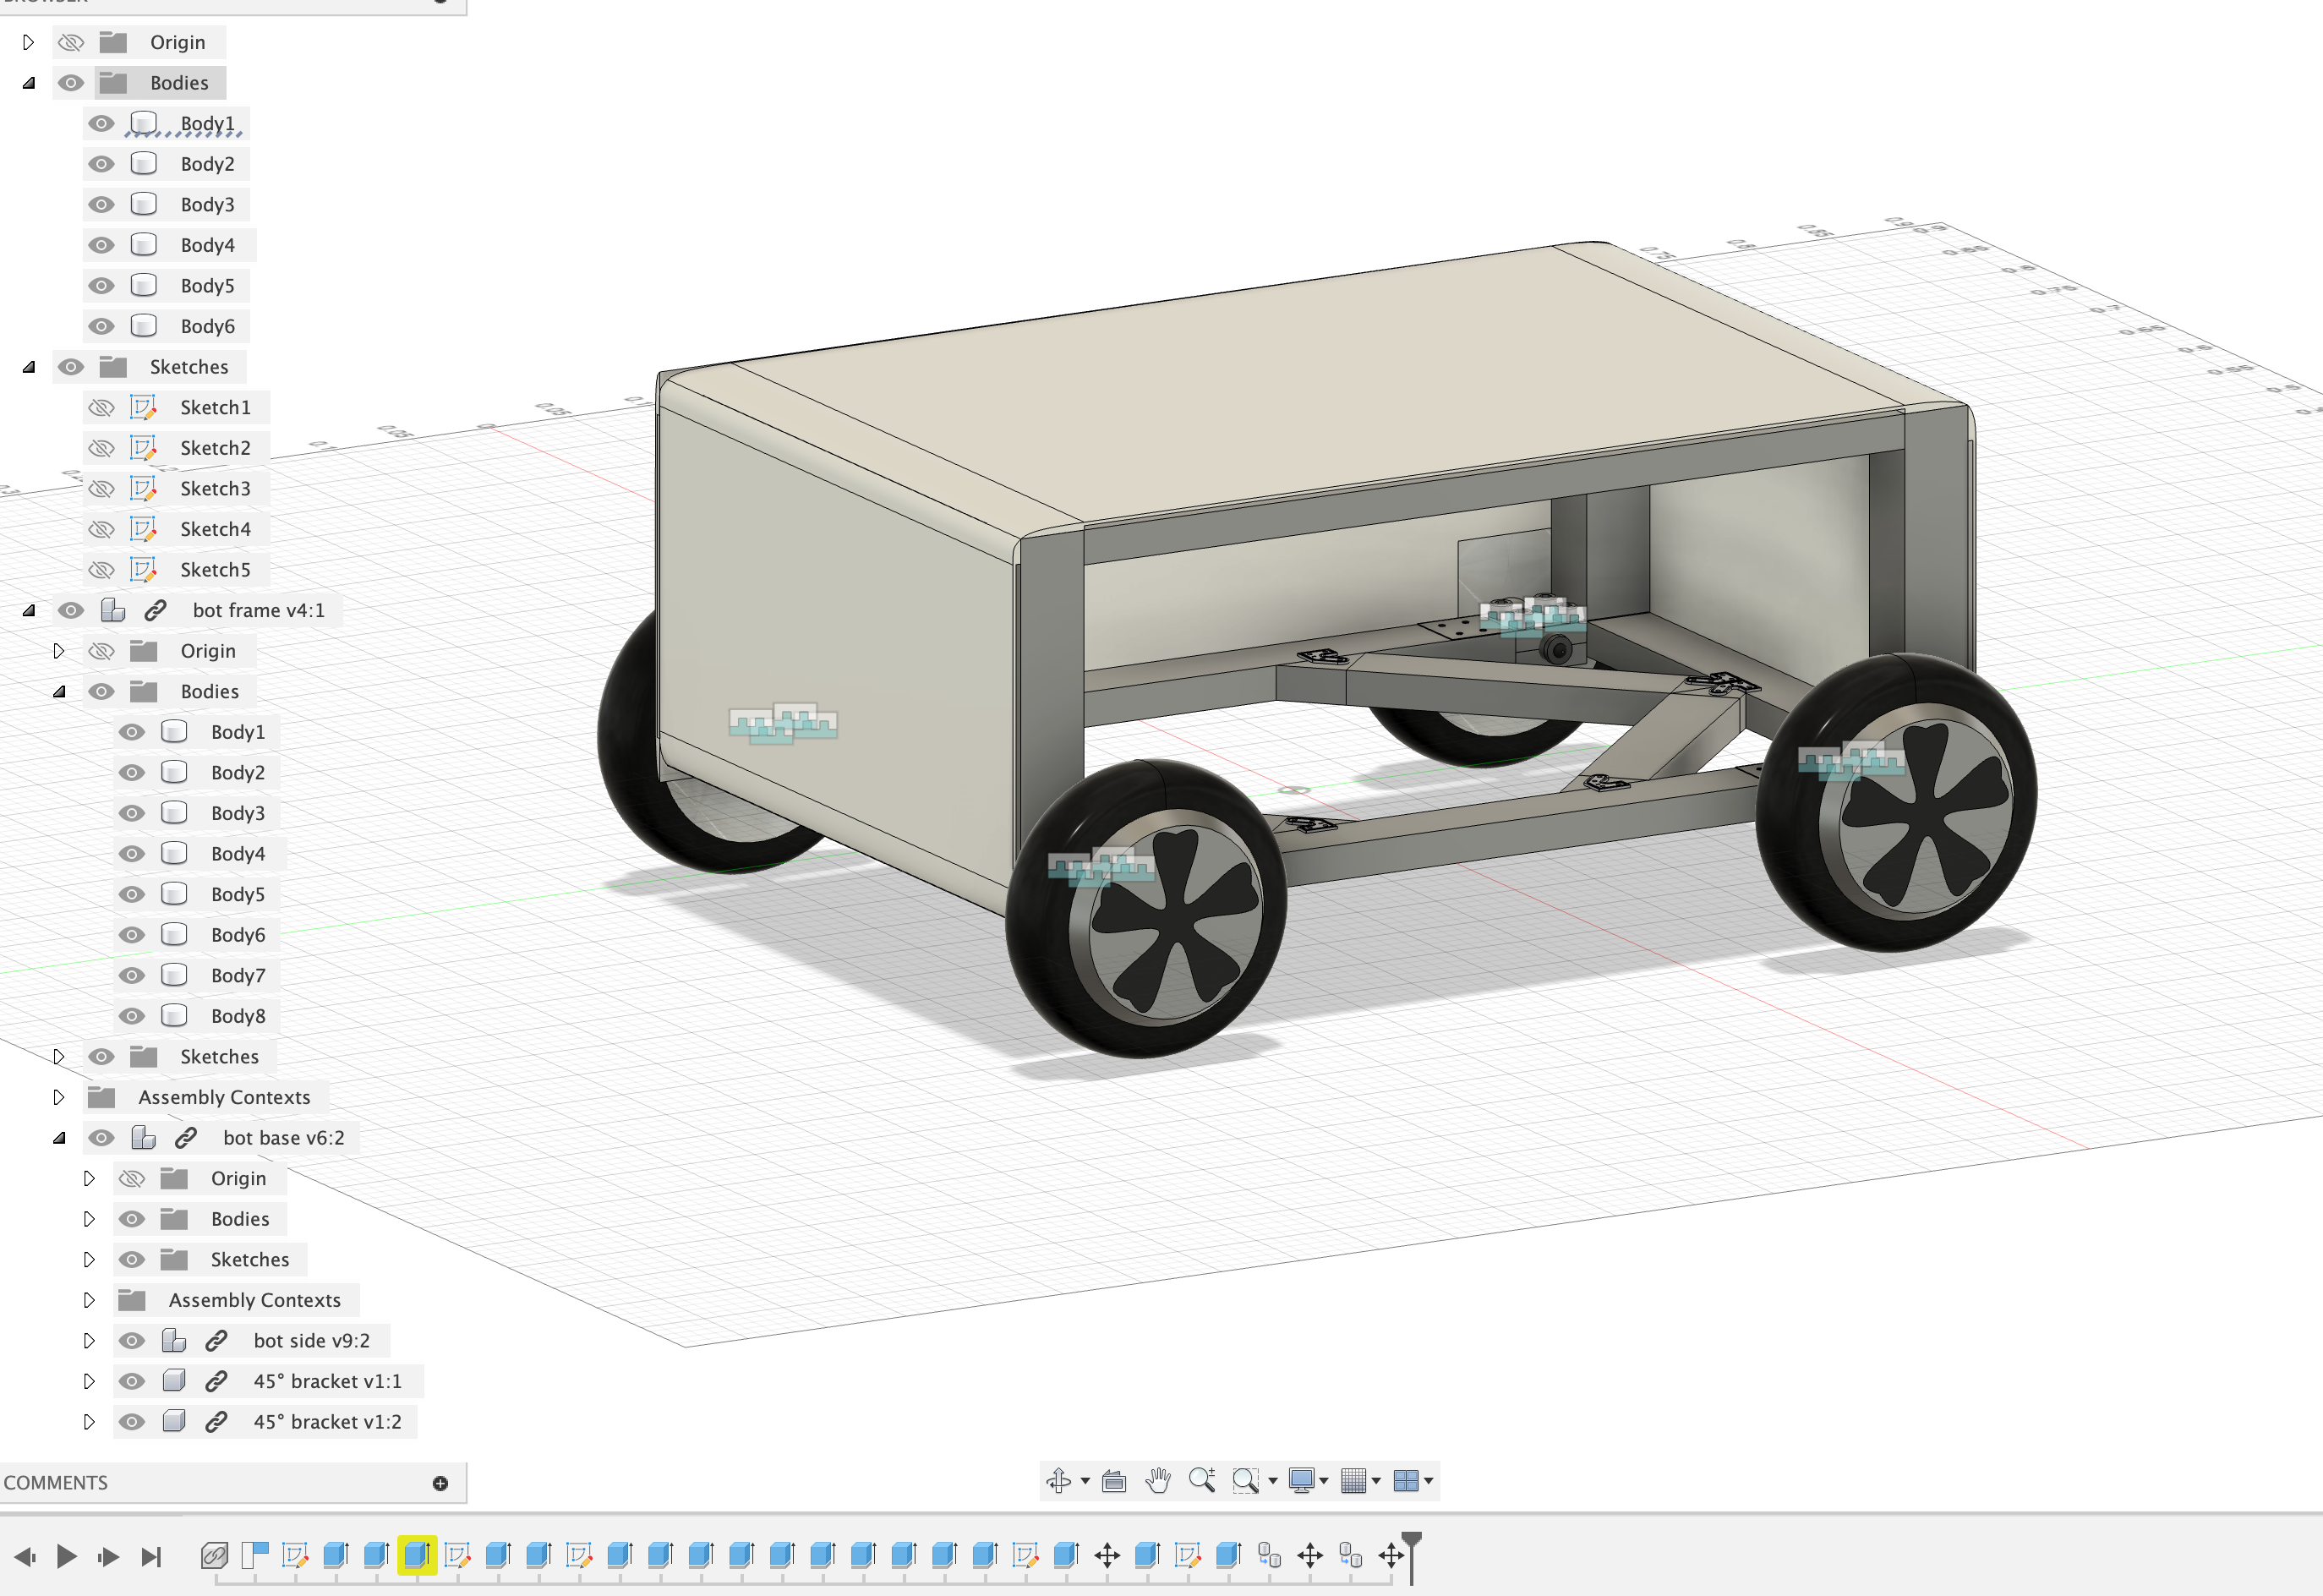 Origin
Bodies
Body1
Body2
Body3
Body4
Body5
Body6
Sketches
Sketch1
Sketch2
Sketch3
Sketch4
Sketch5
bot frame v4:1
Origin
Bodies
Body1
Body2
Body3
Body4
Body5
Body6
Body7
Body8
Sketches
Assembly Contexts
bot base v6:2
Origin
Bodies
Sketches
Assembly Contexts
bot side v9:2
45° bracket v1:1
45° bracket v1:2
COMMENTS